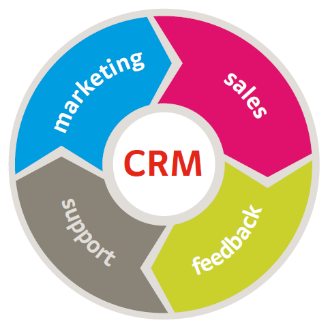 marketing
sales
CRM
support
feedback